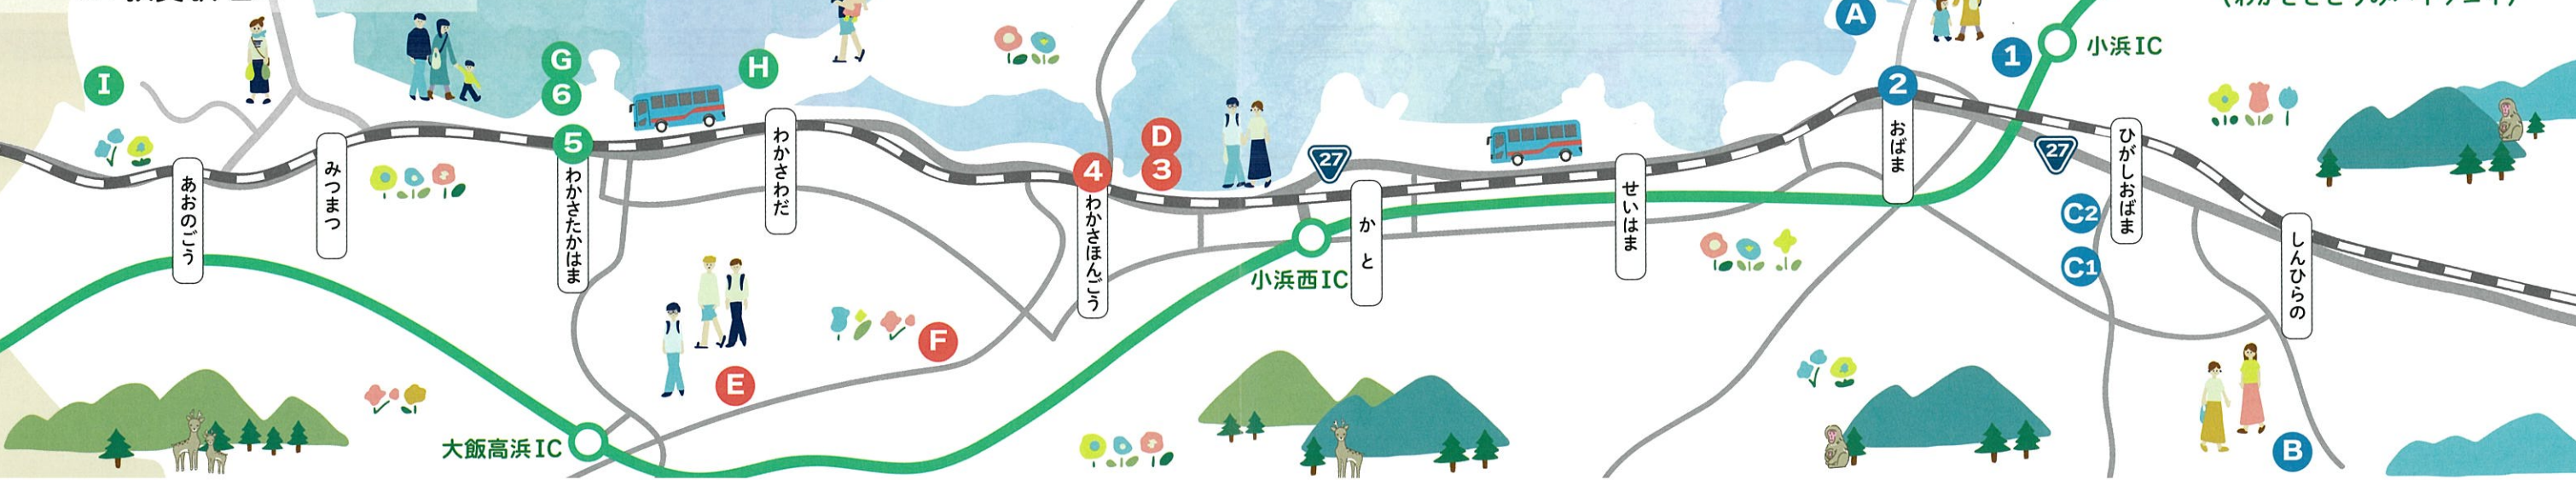 A
小浜IC
1
2
G
6
H
I
5
D
3
4
27
27
おばま
ひがしおばま
わかさわだ
みつまつ
あおのごう
わかさたかはま
わかさほんごう
せいはま
かと
しんひらの
C2
C1
小浜西IC
F
E
大飯高浜IC
B